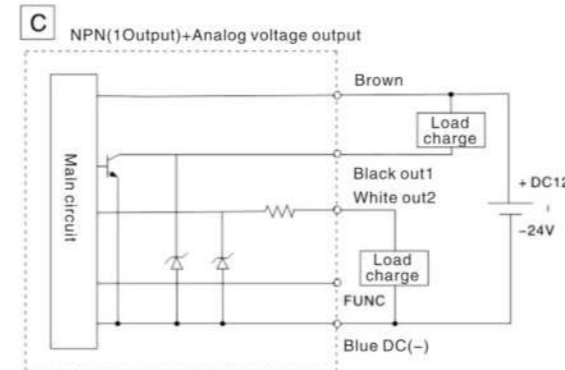 C
NPN(1Output)+Analog voltage output
Brown
Load
charge
Main circuit
Black out1
White out2
+ DC12
-24V
Load
charge
FUNC
Blue DC(-)